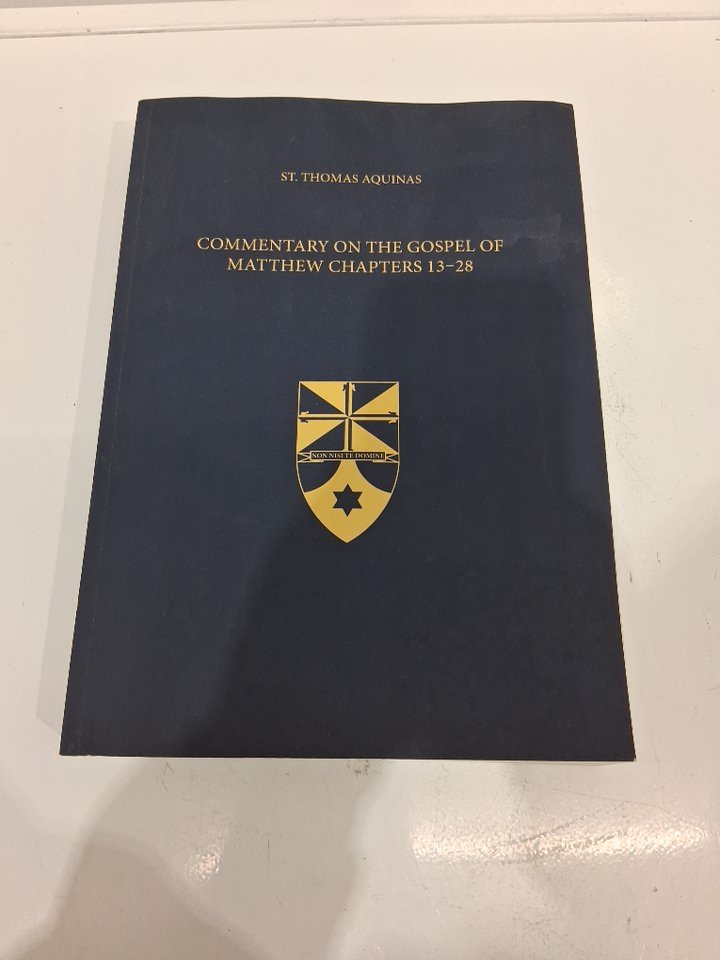 ST. THOMAS AQUINAS
COMMENTARY ON THE GOSPEL OF
MATTHEW CHAPTERS 13–28
NON NISI TE DOMINE